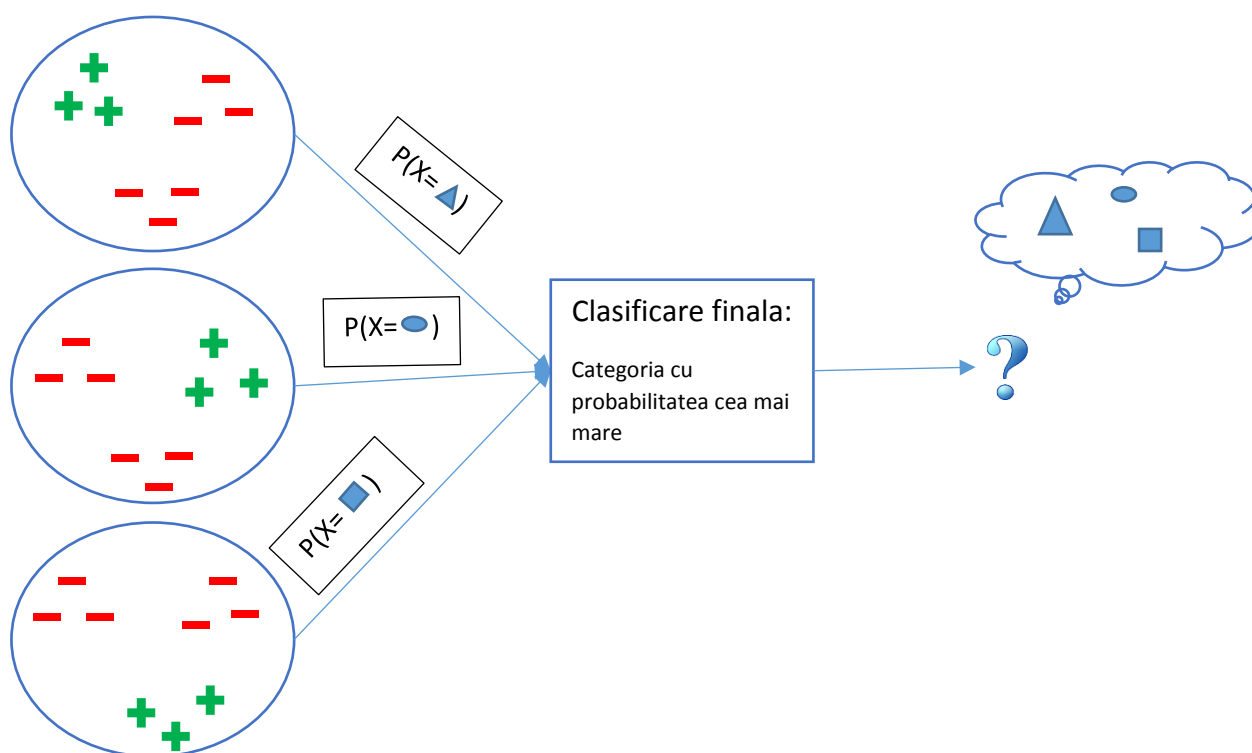 P(X= )
P(X= )
P(X= )
Clasificare finala:
Categoria cu
probabilitatea cea mai
mare
?